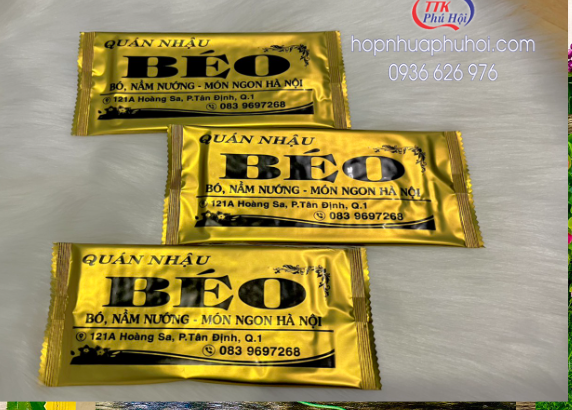 TTK
Phú Hội
hopnhuaphuhoi.com
0936 626 976
QUÁN NHẬU
BÉO
BÒ, NẦM NƯỚNG - MÓN NGON HÀ NỘI
121A Hoàng Sa, P.Tân Định, Q.1
083 9697268
QUÁN NHẬU
BÉO
BÒ, NẦM NƯỚNG - MÓN NGON HÀ NỘI
121A Hoàng Sa, P.Tân Định, Q.1
083 9697268
QUÁN NHẬU
BÉO
BÒ, NẦM NƯỚNG - MÓN NGON HÀ NỘI
121A Hoàng Sa, P.Tân Định, Q.1
083 9697268